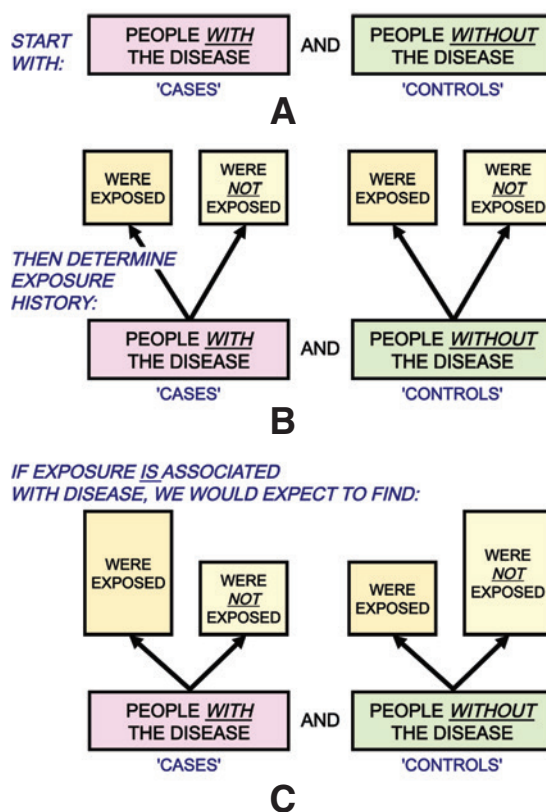 START
WITH:
PEOPLE WITH
THE DISEASE
AND
PEOPLE WITHOUT
THE DISEASE
'CASES'
'CONTROLS'
A
WERE
EXPOSED
WERE
NOT
EXPOSED
WERE
EXPOSED
WERE
NOT
EXPOSED
THEN DETERMINE
EXPOSURE
HISTORY:
PEOPLE WITH
THE DISEASE
AND
PEOPLE WITHOUT
THE DISEASE
'CASES'
'CONTROLS'
B
IF EXPOSURE IS ASSOCIATED
WITH DISEASE, WE WOULD EXPECT TO FIND:
WERE
EXPOSED
WERE
NOT
EXPOSED
WERE
EXPOSED
WERE
NOT
EXPOSED
PEOPLE WITH
THE DISEASE
AND
PEOPLE WITHOUT
THE DISEASE
'CASES'
'CONTROLS'
C